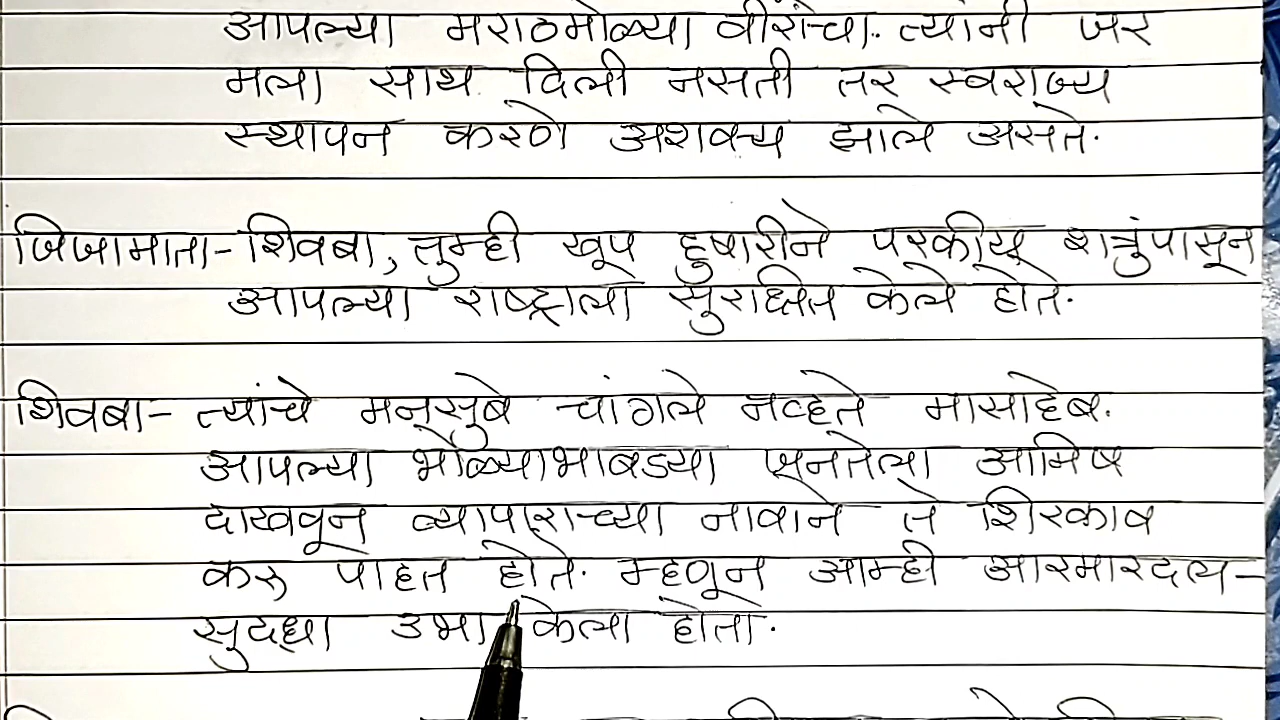 आपल्या मराठमोळ्या वीरांचा. त्यांनी जर
मला साथ दिली नसती तर स्वराज्य
स्थापन करणे अशक्य झाले असते.
जिजामाता- शिवबा, तुम्ही खूप हुषारीने परकीय शत्रुंपासून
आपल्या राष्ट्राला सुरक्षित केले होते.
शिवबा- त्यांचे मनसुबे चांगले नव्हते मासाहेब.
आपल्या भोळ्याभाबड्या जनतेला आमिष
दाखवून व्यापाराच्या नावाने ते शिरकाव
करु पाहत होते. म्हणून आम्ही आरमारदल-
सुद्धा उभा केला होता.